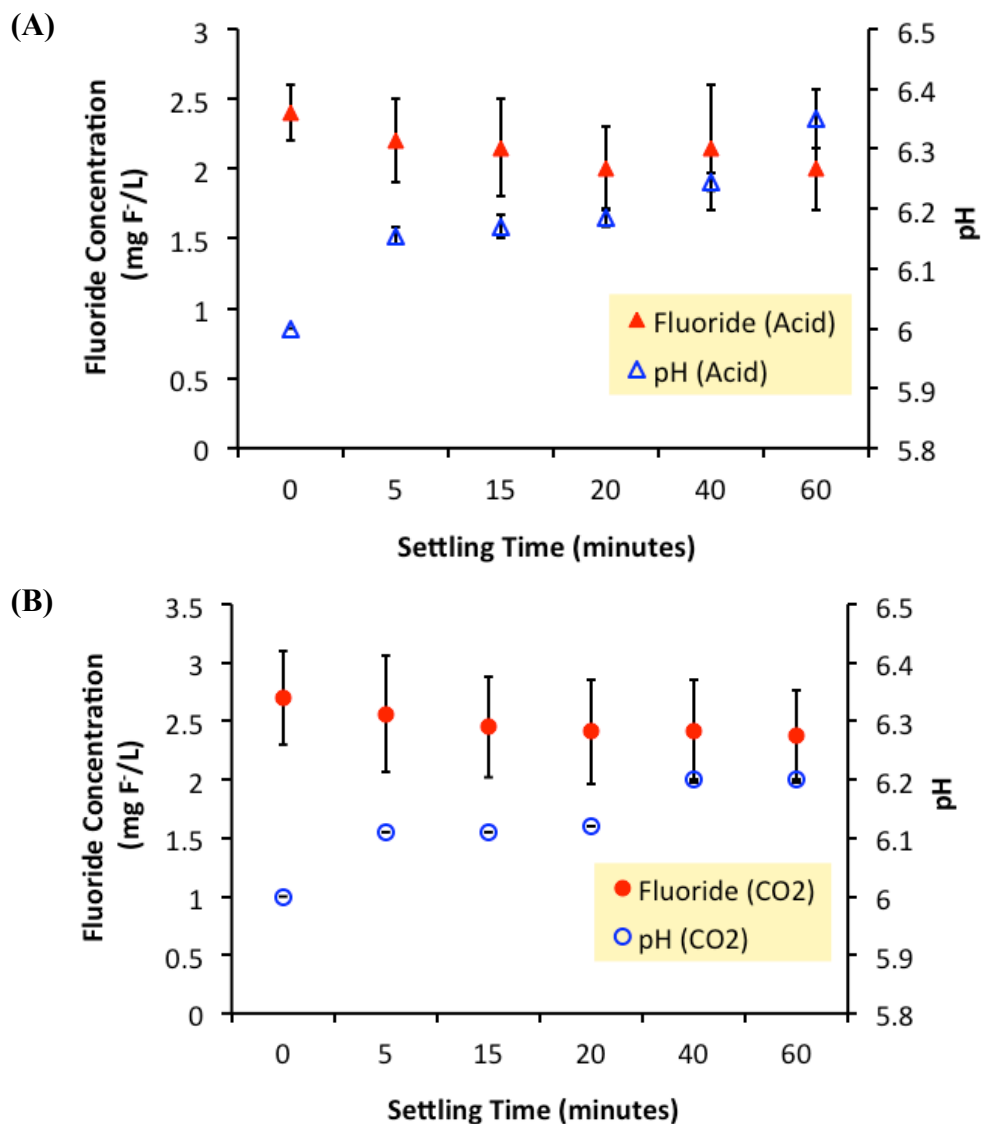 (A)
3
2.5
2
1.5
1
0.5
0
Fluoride Concentration
(mg F-/L)
6.5
6.4
6.3
6.2
6.1
6
5.9
5.8
pH
Fluoride (Acid)
pH (Acid)
0 5 15 20 40 60
Settling Time (minutes)
(B)
3.5
3
2.5
2
1.5
1
0.5
0
Fluoride Concentration
(mg F-/L)
6.5
6.4
6.3
6.2
6.1
6
5.9
5.8
pH
Fluoride (CO2)
pH (CO2)
0 5 15 20 40 60
Settling Time (minutes)